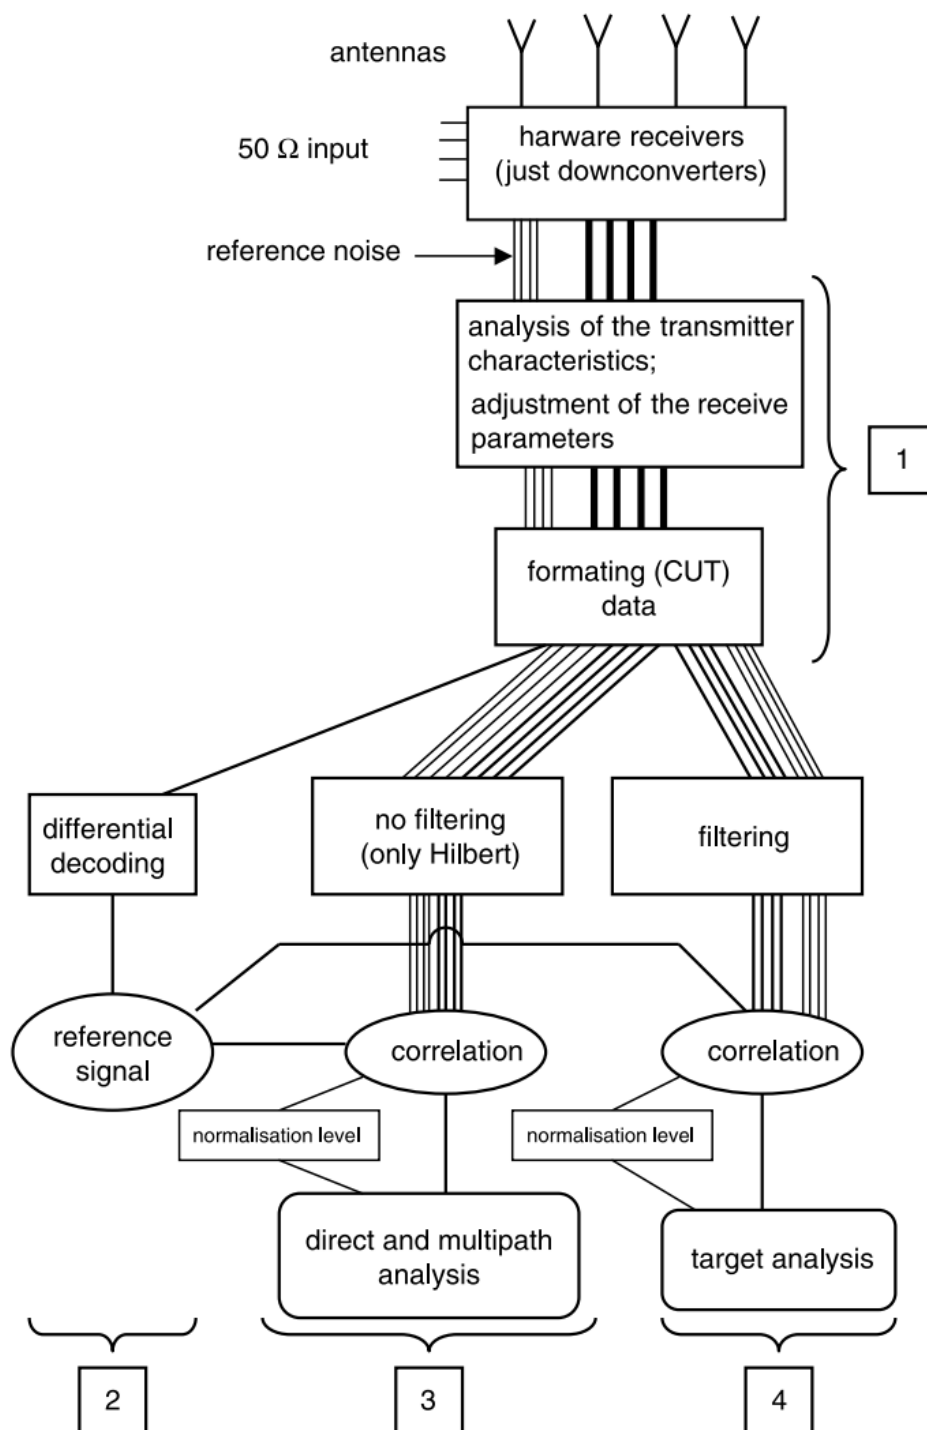 antennas
50 Ω input
harware receivers
(just downconverters)
reference noise
analysis of the transmitter
characteristics;
adjustment of the receive
parameters
1
formating (CUT)
data
differential
decoding
no filtering
(only Hilbert)
filtering
reference
signal
correlation
correlation
normalisation level
normalisation level
direct and multipath
analysis
target analysis
2
3
4